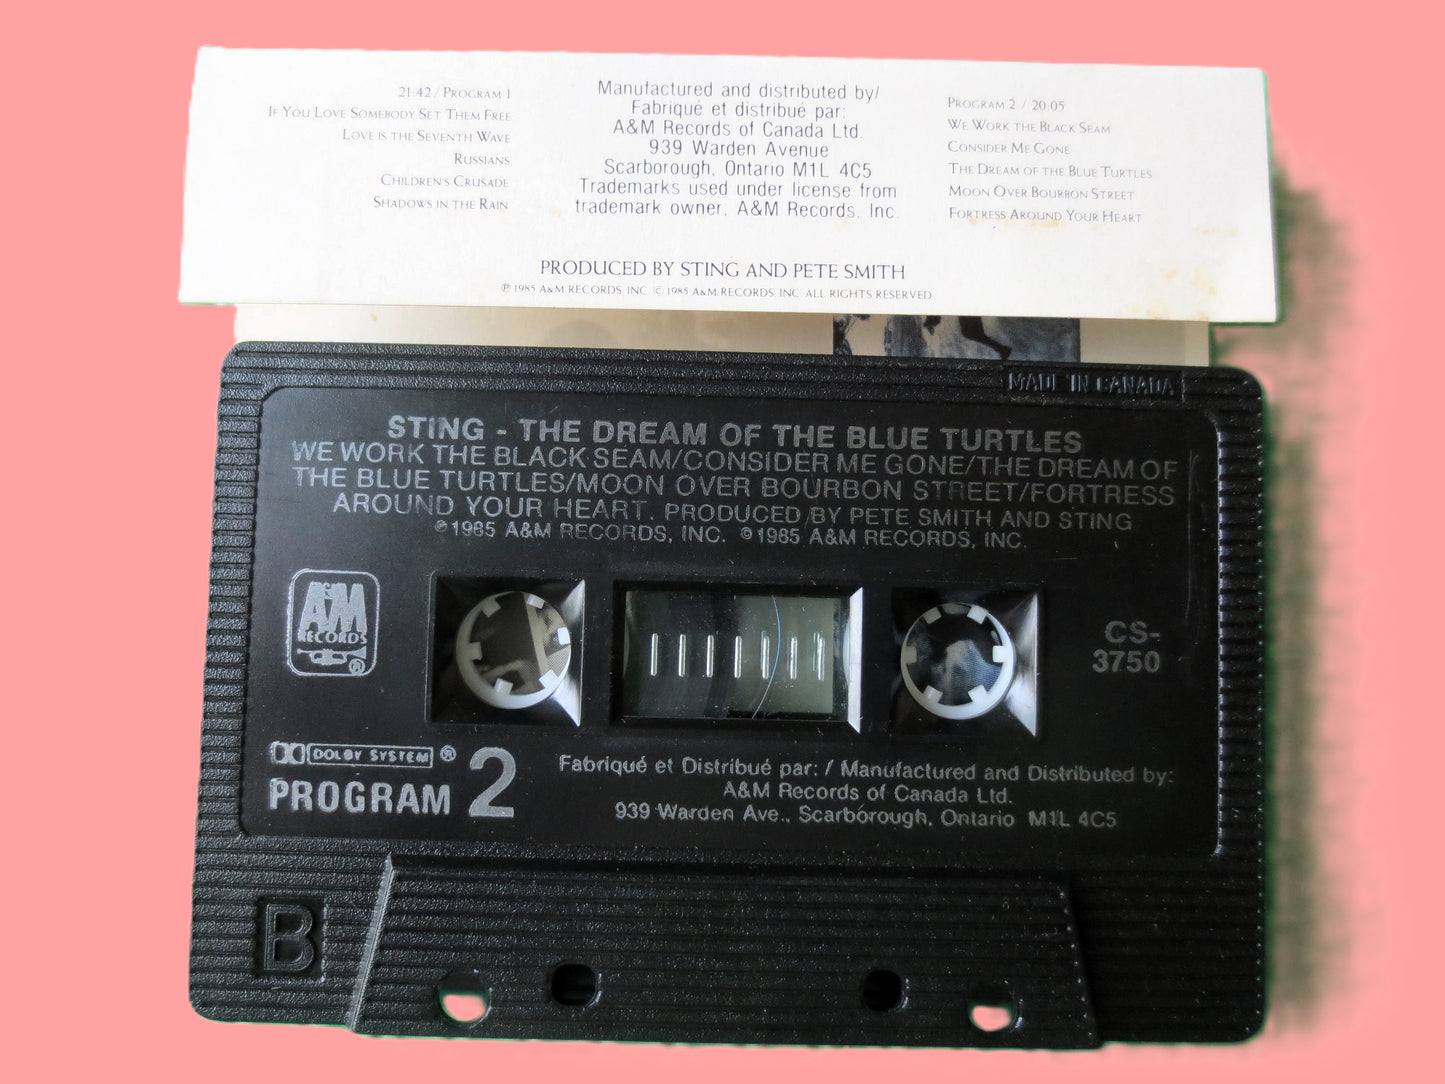 21:42 / PROGRAM 1
IF YOU LOVE SOMEBODY SET THEM FREE
LOVE IS THE SEVENTH WAVE
RUSSIANS
CHILDREN'S CRUSADE
SHADOWS IN THE RAIN
Manufactured and distributed by/
Fabriqué et distribué par:
A&M Records of Canada Ltd.
939 Warden Avenue
Scarborough, Ontario M1L 4C5
Trademarks used under license from
trademark owner, A&M Records, Inc.
PROGRAM 2 / 20:05
WE WORK THE BLACK SEAM
CONSIDER ME GONE
THE DREAM OF THE BLUE TURTLES
MOON OVER BOURBON STREET
FORTRESS AROUND YOUR HEART
PRODUCED BY STING AND PETE SMITH
℗ 1985 A&M RECORDS, INC. © 1985 A&M RECORDS, INC. ALL RIGHTS RESERVED
MADE IN CANADA
STING - THE DREAM OF THE BLUE TURTLES
WE WORK THE BLACK SEAM/CONSIDER ME GONE/THE DREAM OF
THE BLUE TURTLES/MOON OVER BOURBON STREET/FORTRESS
AROUND YOUR HEART. PRODUCED BY PETE SMITH AND STING
℗1985 A&M RECORDS, INC. ©1985 A&M RECORDS, INC.
A&M
RECORDS
®
CS-
3750
DOLBY SYSTEM ®
PROGRAM 2
Fabriqué et Distribué par: / Manufactured and Distributed by:
A&M Records of Canada Ltd.
939 Warden Ave., Scarborough, Ontario M1L 4C5
B